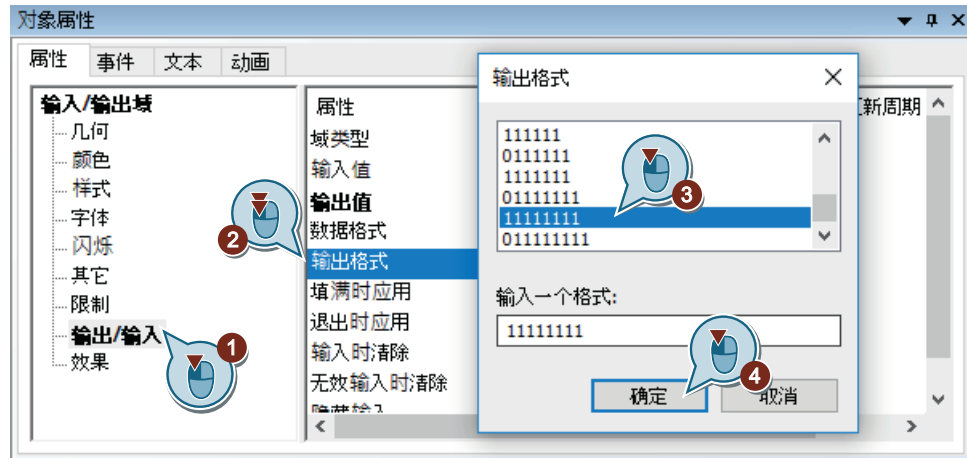 对象属性
属性 事件 文本 动画
输入/输出域
几何
颜色
样式
字体
闪烁
其它
限制
输出/输入
效果
1
属性
新周期
域类型
输入值
输出值
数据格式
输出格式
填满时应用
退出时应用
输入时清除
无效输入时清除
隐藏输入
2
输出格式
111111
0111111
1111111
01111111
11111111
011111111
3
输入一个格式:
11111111
确定 取消
4